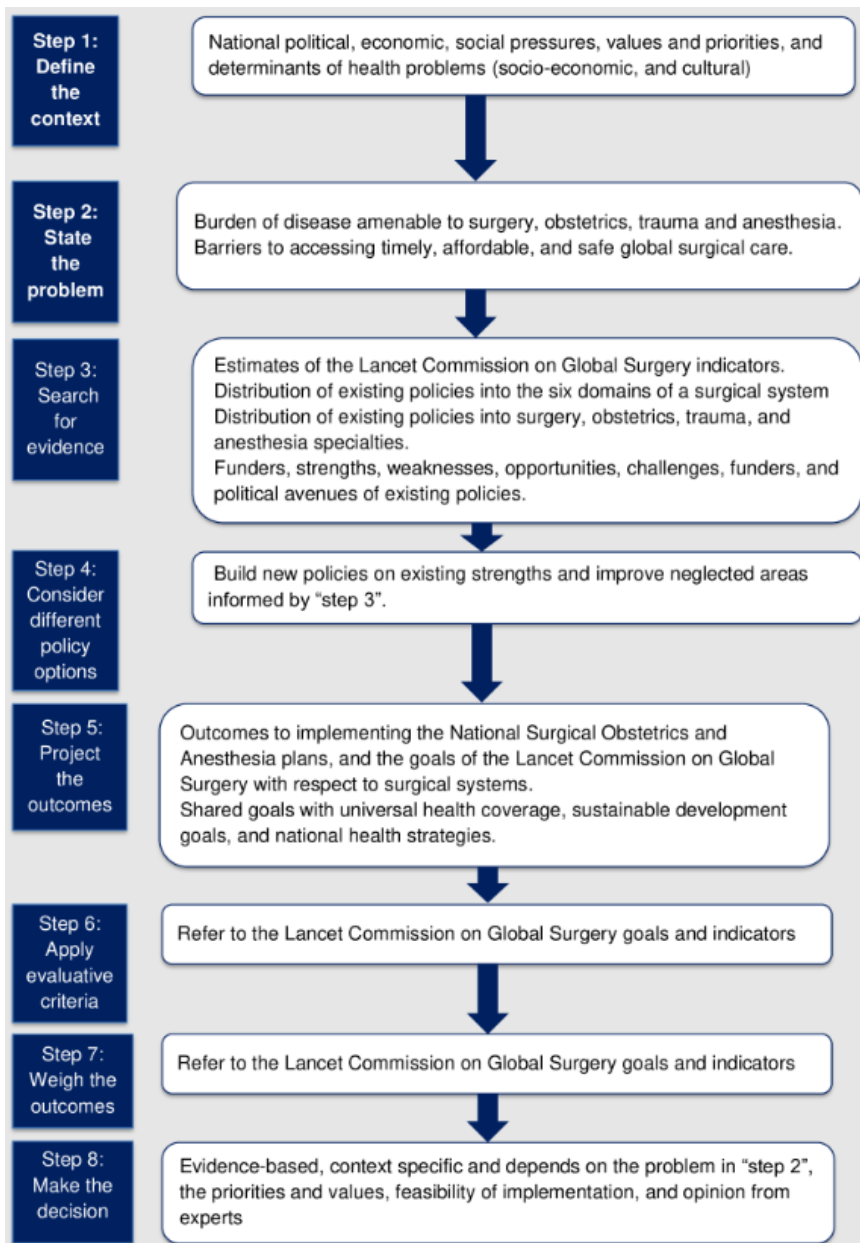 Step 1:
Define
the
context
National political, economic, social pressures, values and priorities, and
determinants of health problems (socio-economic, and cultural)
Step 2:
State
the
problem
Burden of disease amenable to surgery, obstetrics, trauma and anesthesia.
Barriers to accessing timely, affordable, and safe global surgical care.
Step 3:
Search
for
evidence
Estimates of the Lancet Commission on Global Surgery indicators.
Distribution of existing policies into the six domains of a surgical system
Distribution of existing policies into surgery, obstetrics, trauma, and
anesthesia specialties.
Funders, strengths, weaknesses, opportunities, challenges, funders, and
political avenues of existing policies.
Step 4:
Consider
different
policy
options
Build new policies on existing strengths and improve neglected areas
informed by “step 3”.
Step 5:
Project
the
outcomes
Outcomes to implementing the National Surgical Obstetrics and
Anesthesia plans, and the goals of the Lancet Commission on Global
Surgery with respect to surgical systems.
Shared goals with universal health coverage, sustainable development
goals, and national health strategies.
Step 6:
Apply
evaluative
criteria
Refer to the Lancet Commission on Global Surgery goals and indicators
Step 7:
Weigh the
outcomes
Refer to the Lancet Commission on Global Surgery goals and indicators
Step 8:
Make the
decision
Evidence-based, context specific and depends on the problem in “step 2”,
the priorities and values, feasibility of implementation, and opinion from
experts